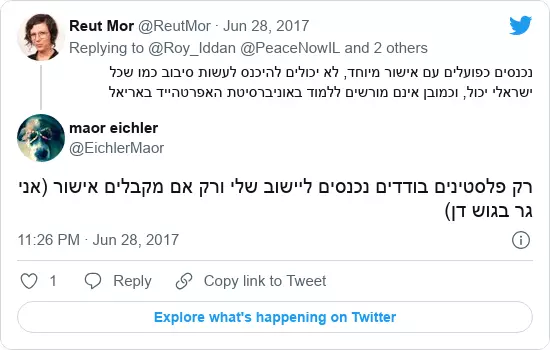 Reut Mor @ReutMor · Jun 28, 2017
Replying to @Roy_Iddan @PeaceNowIL and 2 others
נכנסים כפועלים עם אישור מיוחד, לא יכולים להיכנס לעשות סיבוב כמו שכל
ישראלי יכול, וכמובן אינם מורשים ללמוד באוניברסיטת האפרטהייד באריאל
maor eichler
@EichlerMaor
רק פלסטינים בודדים נכנסים ליישוב שלי ורק אם מקבלים אישור (אני
גר בגוש דן)
11:26 PM · Jun 28, 2017
1 Reply Copy link to Tweet
Explore what's happening on Twitter